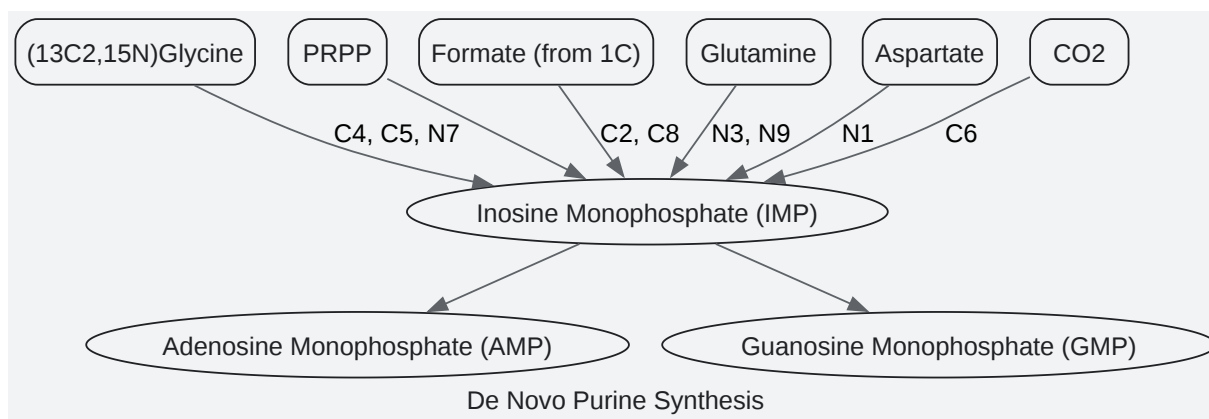 (13C2,15N)Glycine
PRPP
Formate (from 1C)
Glutamine
Aspartate
CO2
C4, C5, N7
C2, C8
N3, N9
N1
C6
Inosine Monophosphate (IMP)
Adenosine Monophosphate (AMP)
Guanosine Monophosphate (GMP)
De Novo Purine Synthesis